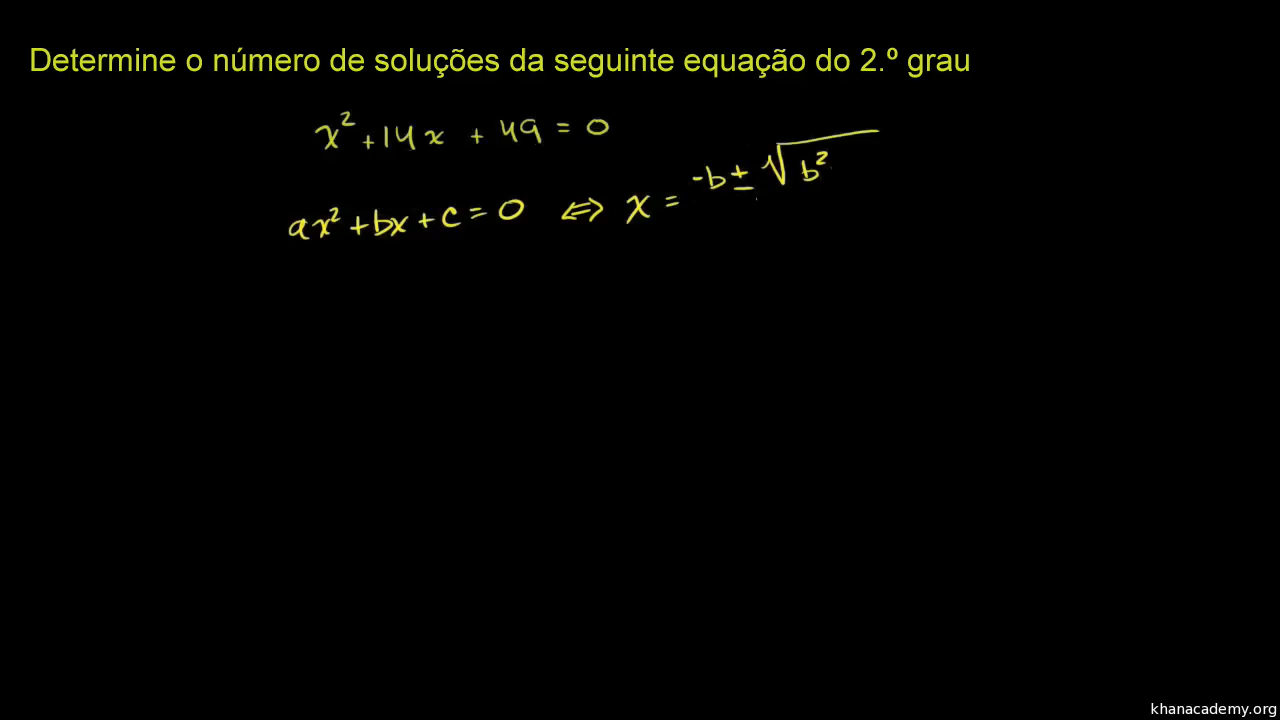 Determine o número de soluções da seguinte equação do 2.º grau
x² + 14x + 49 = 0
ax² + bx + c = 0 ⇔ x = -b ± √b²
khanacademy.org